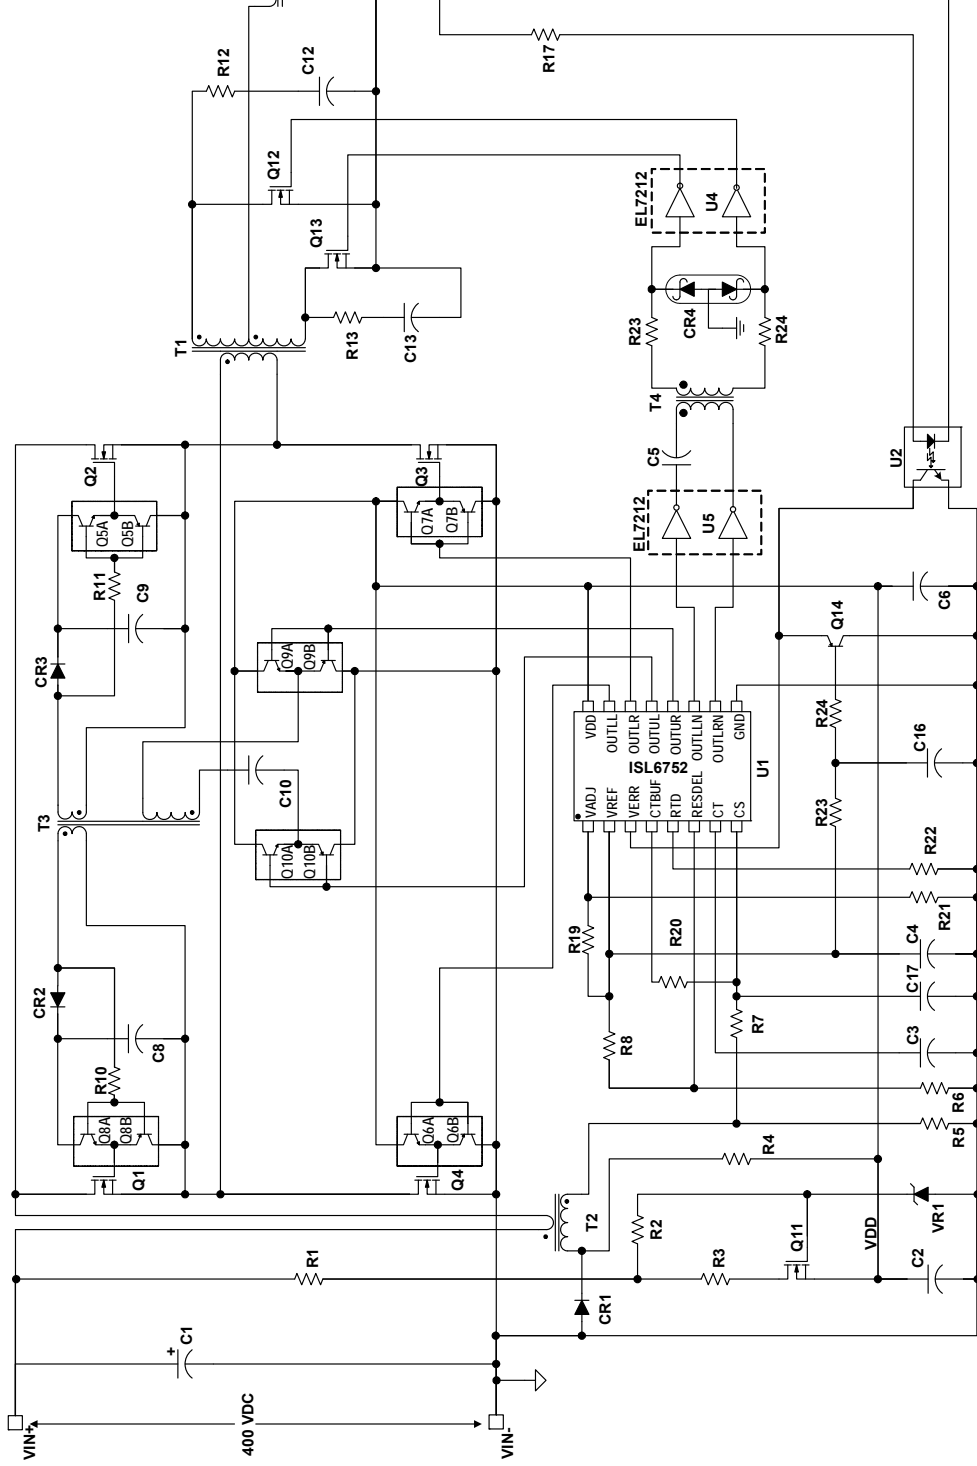 VIN+
400 VDC
VIN-
C1
R1
CR1
T2
R2
R3
Q11
VDD
C2
VR1
R4
R5
R6
Q1
Q8A
Q8B
R10
C8
CR2
Q4
Q6A
Q6B
R8
R7
C3
C17
C4
R19
R20
R21
R22
R23
R24
C16
Q14
C6
T3
C10
Q10A
Q10B
Q9A
Q9B
CR3
C9
R11
Q5A
Q5B
Q2
Q7A
Q7B
Q3
ISL6752
U1
VADJ
VREF
VERR
CTBUF
RTD
RESDEL
CT
CS
VDD
OUTLL
OUTLR
OUTUL
OUTUR
OUTLLN
OUTLRN
GND
EL7212
U5
C5
T4
R23
R24
CR4
EL7212
U4
U2
T1
R13
C13
Q13
Q12
R12
C12
R17